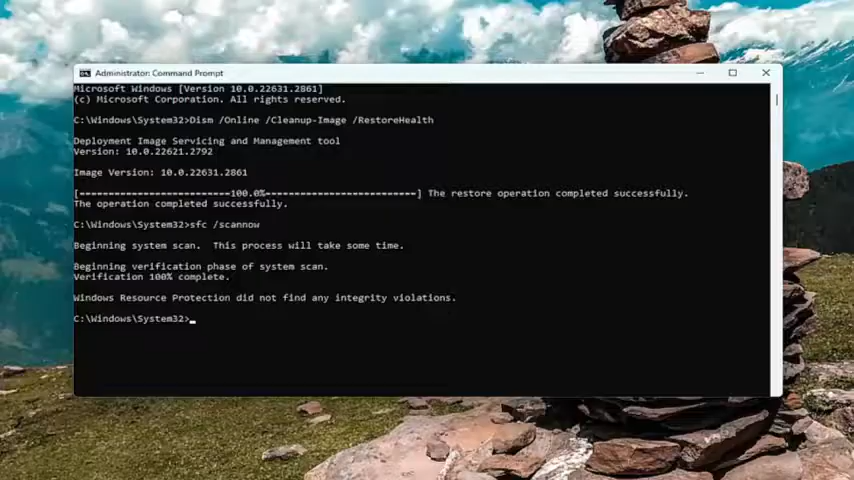 Administrator: Command Prompt
Microsoft Windows [Version 10.0.22631.2861]
(c) Microsoft Corporation. All rights reserved.
C:\Windows\System32>Dism /Online /Cleanup-Image /RestoreHealth
Deployment Image Servicing and Management tool
Version: 10.0.22621.2792
Image Version: 10.0.22631.2861
[==========================100.0%==========================] The restore operation completed successfully.
The operation completed successfully.
C:\Windows\System32>sfc /scannow
Beginning system scan.  This process will take some time.
Beginning verification phase of system scan.
Verification 100% complete.
Windows Resource Protection did not find any integrity violations.
C:\Windows\System32>